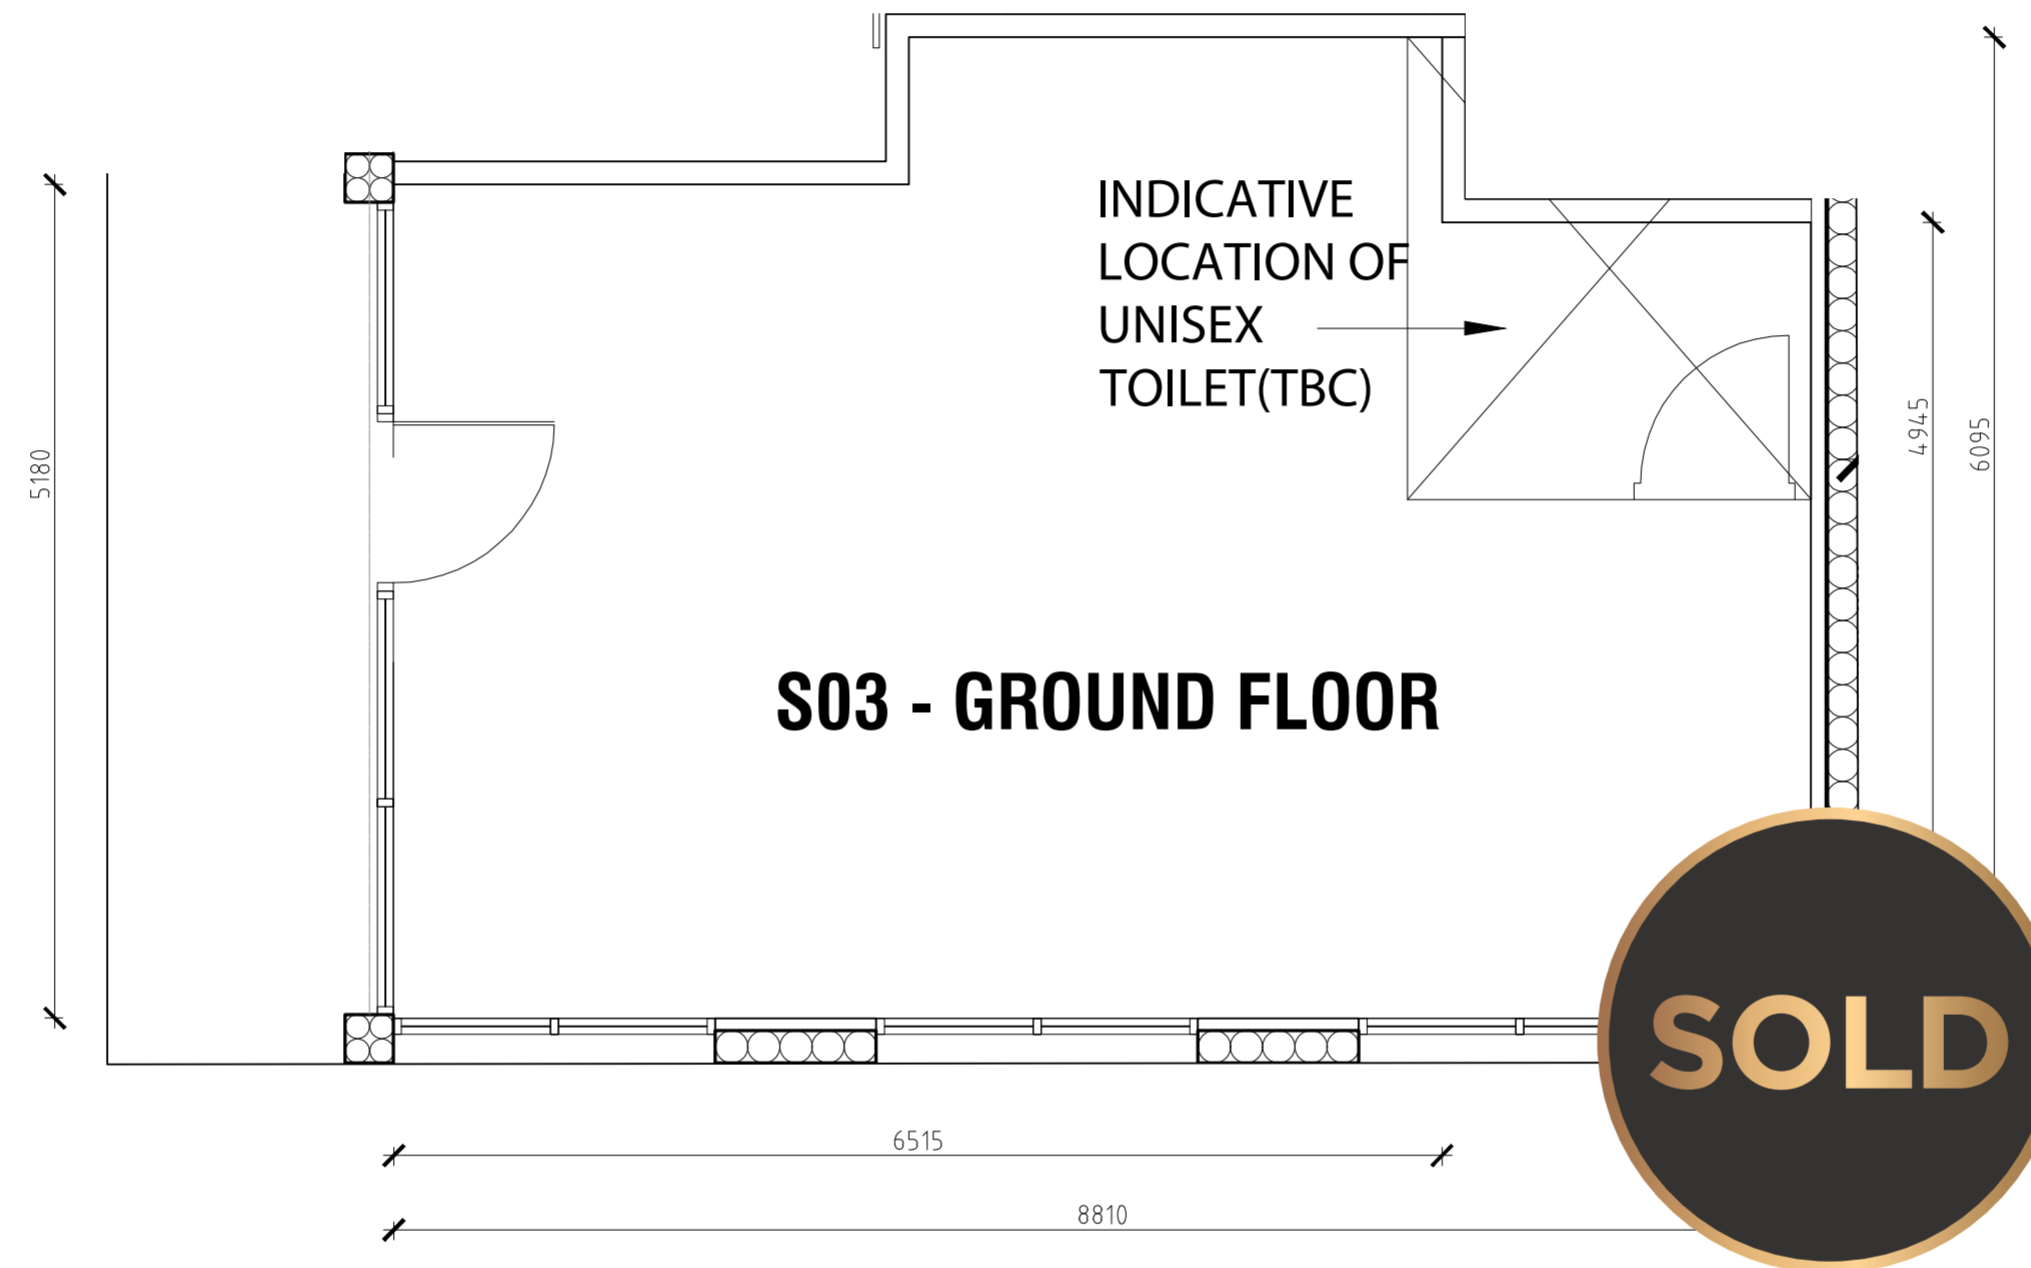 INDICATIVE
LOCATION OF
UNISEX
TOILET(TBC)
5180
4945
6095
S03 - GROUND FLOOR
SOLD
6515
8810